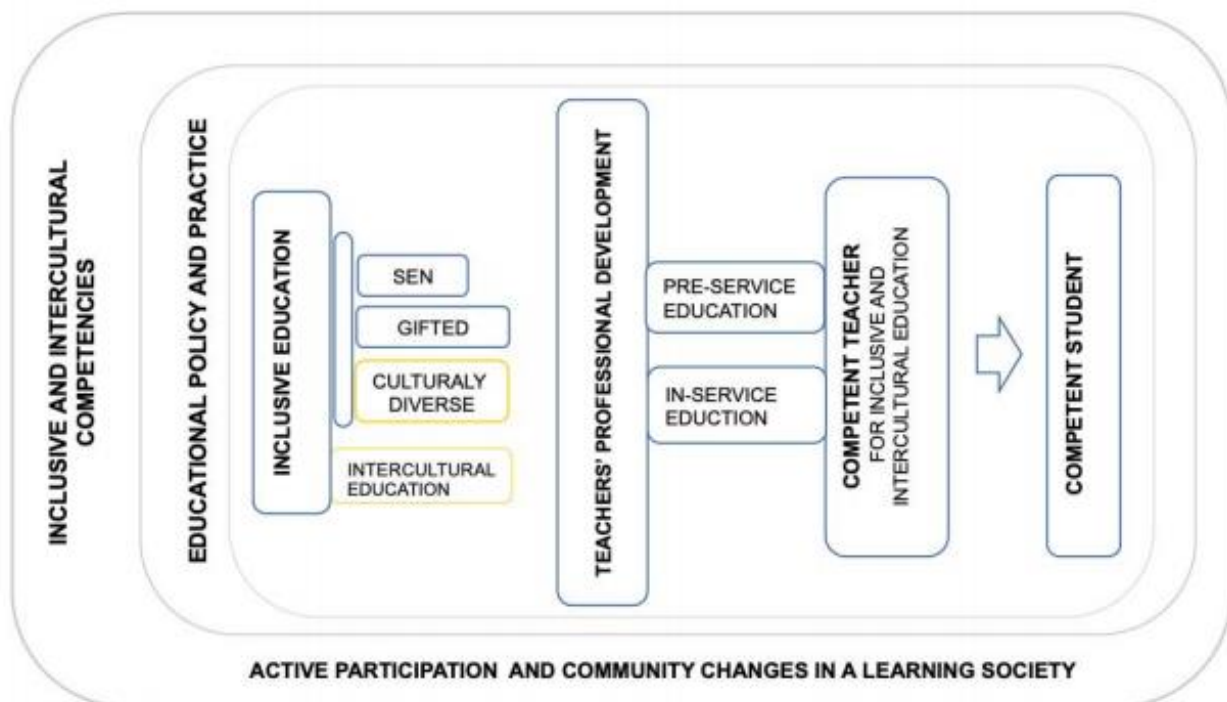 INCLUSIVE AND INTERCULTURAL
COMPETENCIES
EDUCATIONAL POLICY AND PRACTICE
INCLUSIVE EDUCATION
SEN
GIFTED
CULTURALY
DIVERSE
INTERCULTURAL
EDUCATION
TEACHERS' PROFESSIONAL DEVELOPMENT
PRE-SERVICE
EDUCATION
IN-SERVICE
EDUCTION
COMPETENT TEACHER
FOR INCLUSIVE AND
INTERCULTURAL EDUCATION
COMPETENT STUDENT
ACTIVE PARTICIPATION AND COMMUNITY CHANGES IN A LEARNING SOCIETY